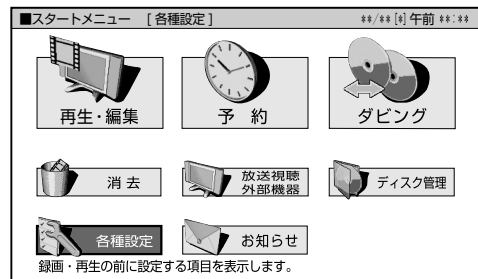 ■スタートメニュー [各種設定] **/**[*]午前**:**
再生・編集 予 約 ダビング
消 去 放送視聴 外部機器 ディスク管理
各種設定 お知らせ
録画・再生の前に設定する項目を表示します。